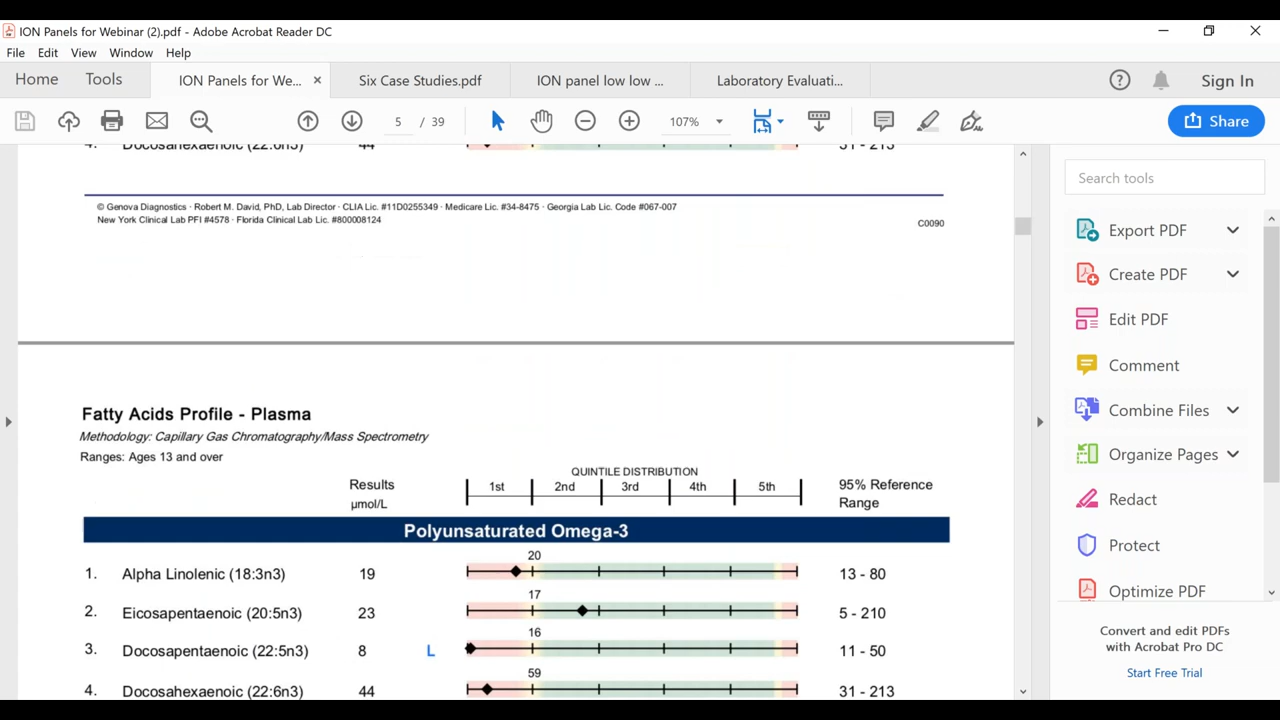 ION Panels for Webinar (2).pdf - Adobe Acrobat Reader DC
File Edit View Window Help
Home Tools ION Panels for We... × Six Case Studies.pdf ION panel low low ... Laboratory Evaluati... Sign In
5 / 39 107% Share
4. Docosahexaenoic (22:6n3) 44 31 - 213
© Genova Diagnostics · Robert M. David, PhD, Lab Director · CLIA Lic. #11D0255349 · Medicare Lic. #34-8475 · Georgia Lab Lic. Code #067-007
New York Clinical Lab PFI #4578 · Florida Clinical Lab Lic. #800008124
C0090
Fatty Acids Profile - Plasma
Methodology: Capillary Gas Chromatography/Mass Spectrometry
Ranges: Ages 13 and over
QUINTILE DISTRIBUTION
Results 1st 2nd 3rd 4th 5th 95% Reference
µmol/L Range
Polyunsaturated Omega-3
20
1. Alpha Linolenic (18:3n3) 19 13 - 80
17
2. Eicosapentaenoic (20:5n3) 23 5 - 210
16
3. Docosapentaenoic (22:5n3) 8 L 11 - 50
59
4. Docosahexaenoic (22:6n3) 44 31 - 213
Search tools
Export PDF
Create PDF
Edit PDF
Comment
Combine Files
Organize Pages
Redact
Protect
Optimize PDF
Convert and edit PDFs
with Acrobat Pro DC
Start Free Trial